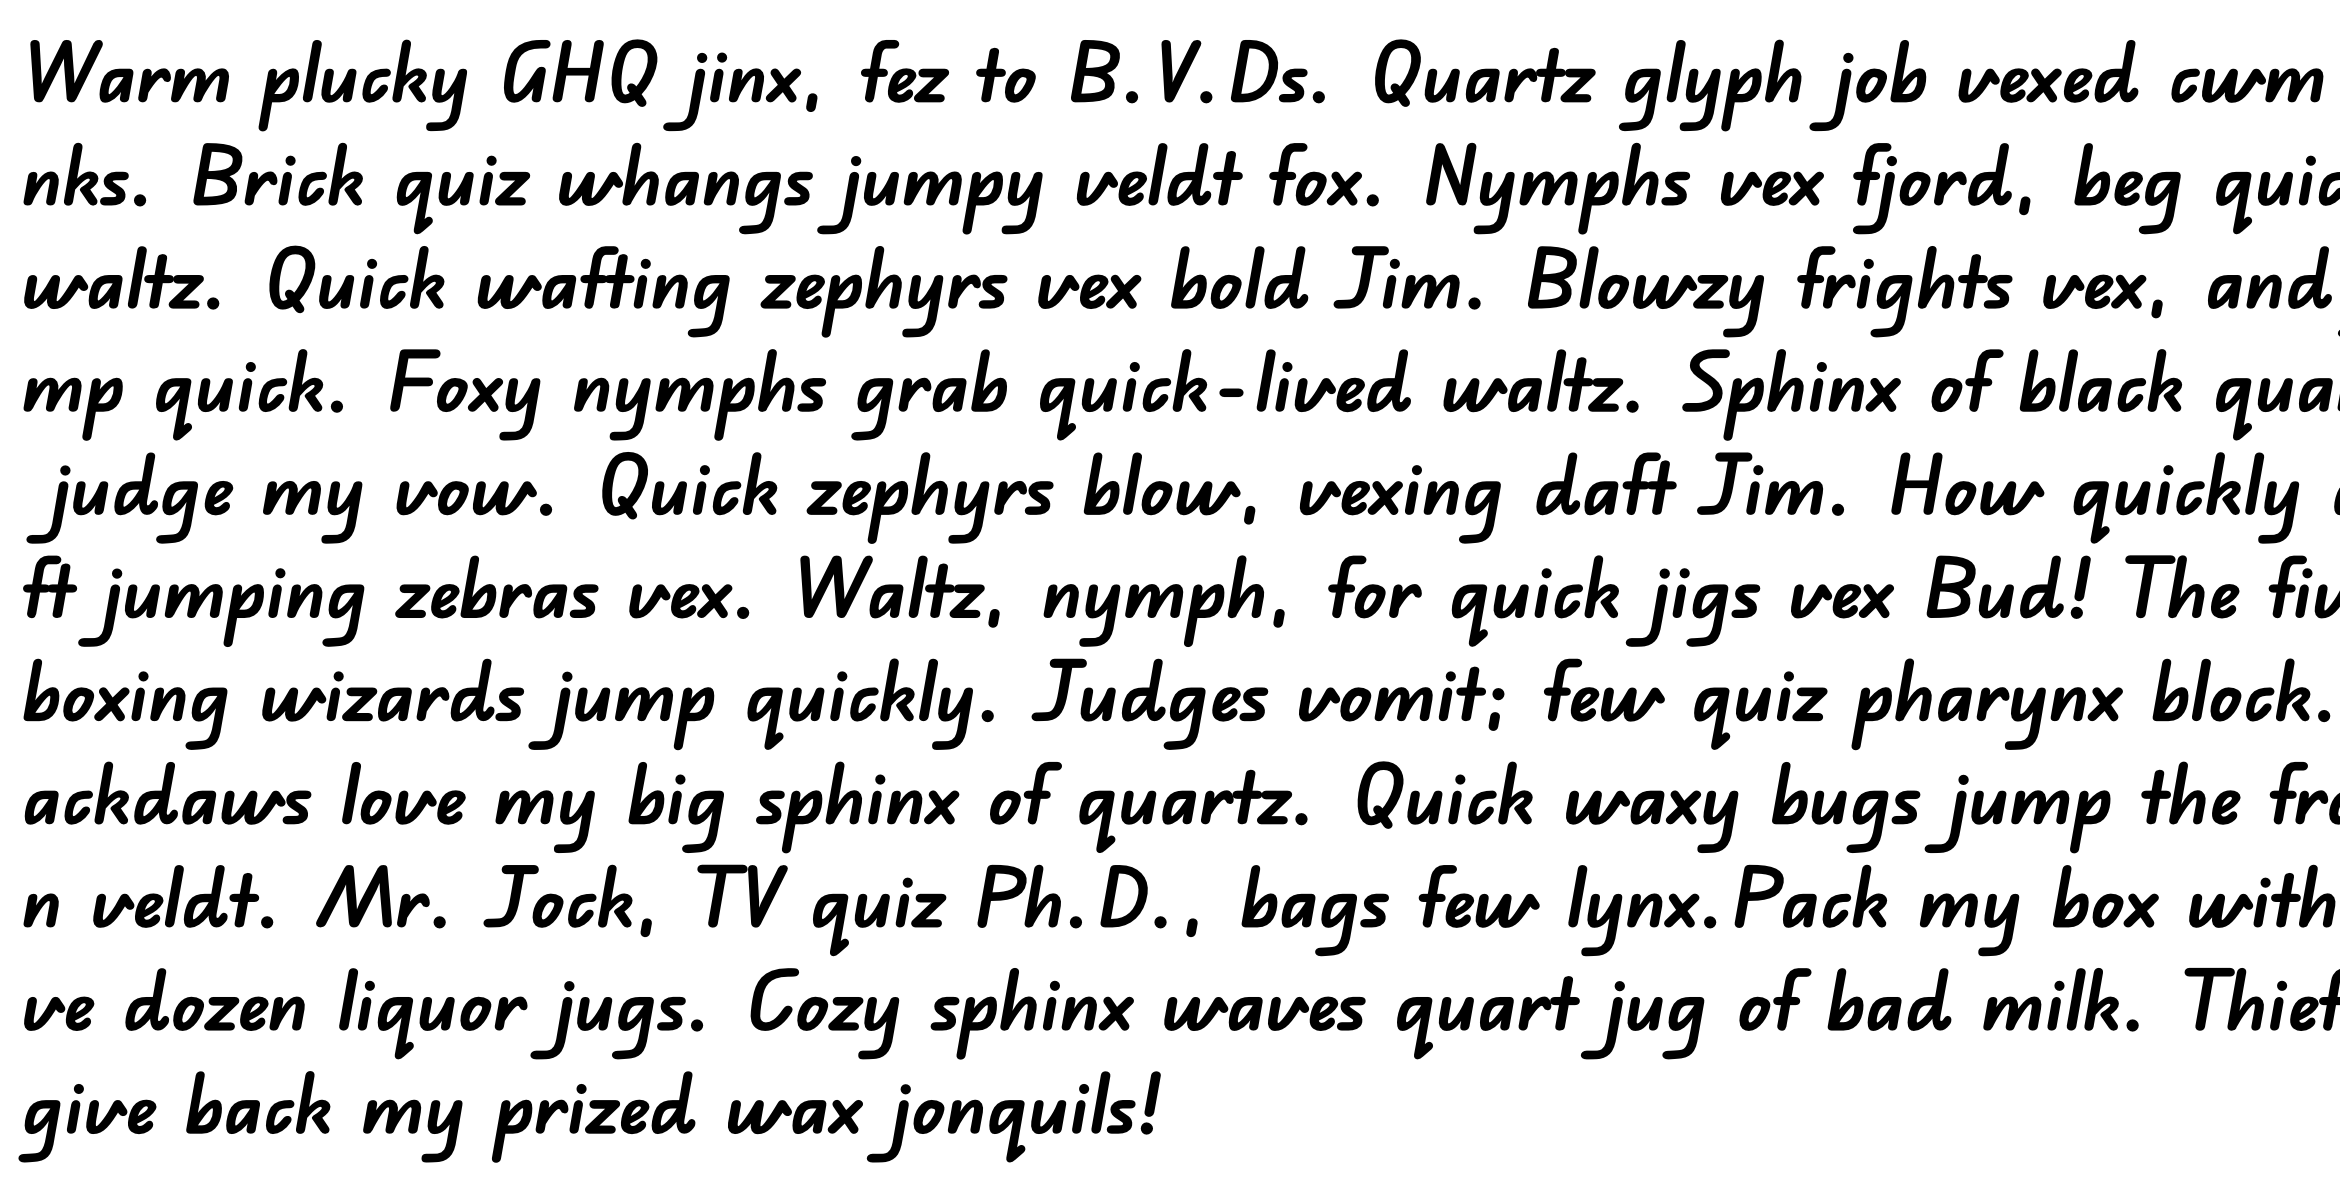 Warm plucky GHQ jinx, fez to B.V.Ds. Quartz glyph job vexed cwm
nks. Brick quiz whangs jumpy veldt fox. Nymphs vex fjord, beg quic
waltz. Quick wafting zephyrs vex bold Jim. Blowzy frights vex, and
mp quick. Foxy nymphs grab quick-lived waltz. Sphinx of black quar
judge my vow. Quick zephyrs blow, vexing daft Jim. How quickly
ft jumping zebras vex. Waltz, nymph, for quick jigs vex Bud! The fiv
boxing wizards jump quickly. Judges vomit; few quiz pharynx block.
ackdaws love my big sphinx of quartz. Quick waxy bugs jump the fro
n veldt. Mr. Jock, TV quiz Ph.D., bags few lynx.Pack my box with
ve dozen liquor jugs. Cozy sphinx waves quart jug of bad milk. Thief
give back my prized wax jonquils!